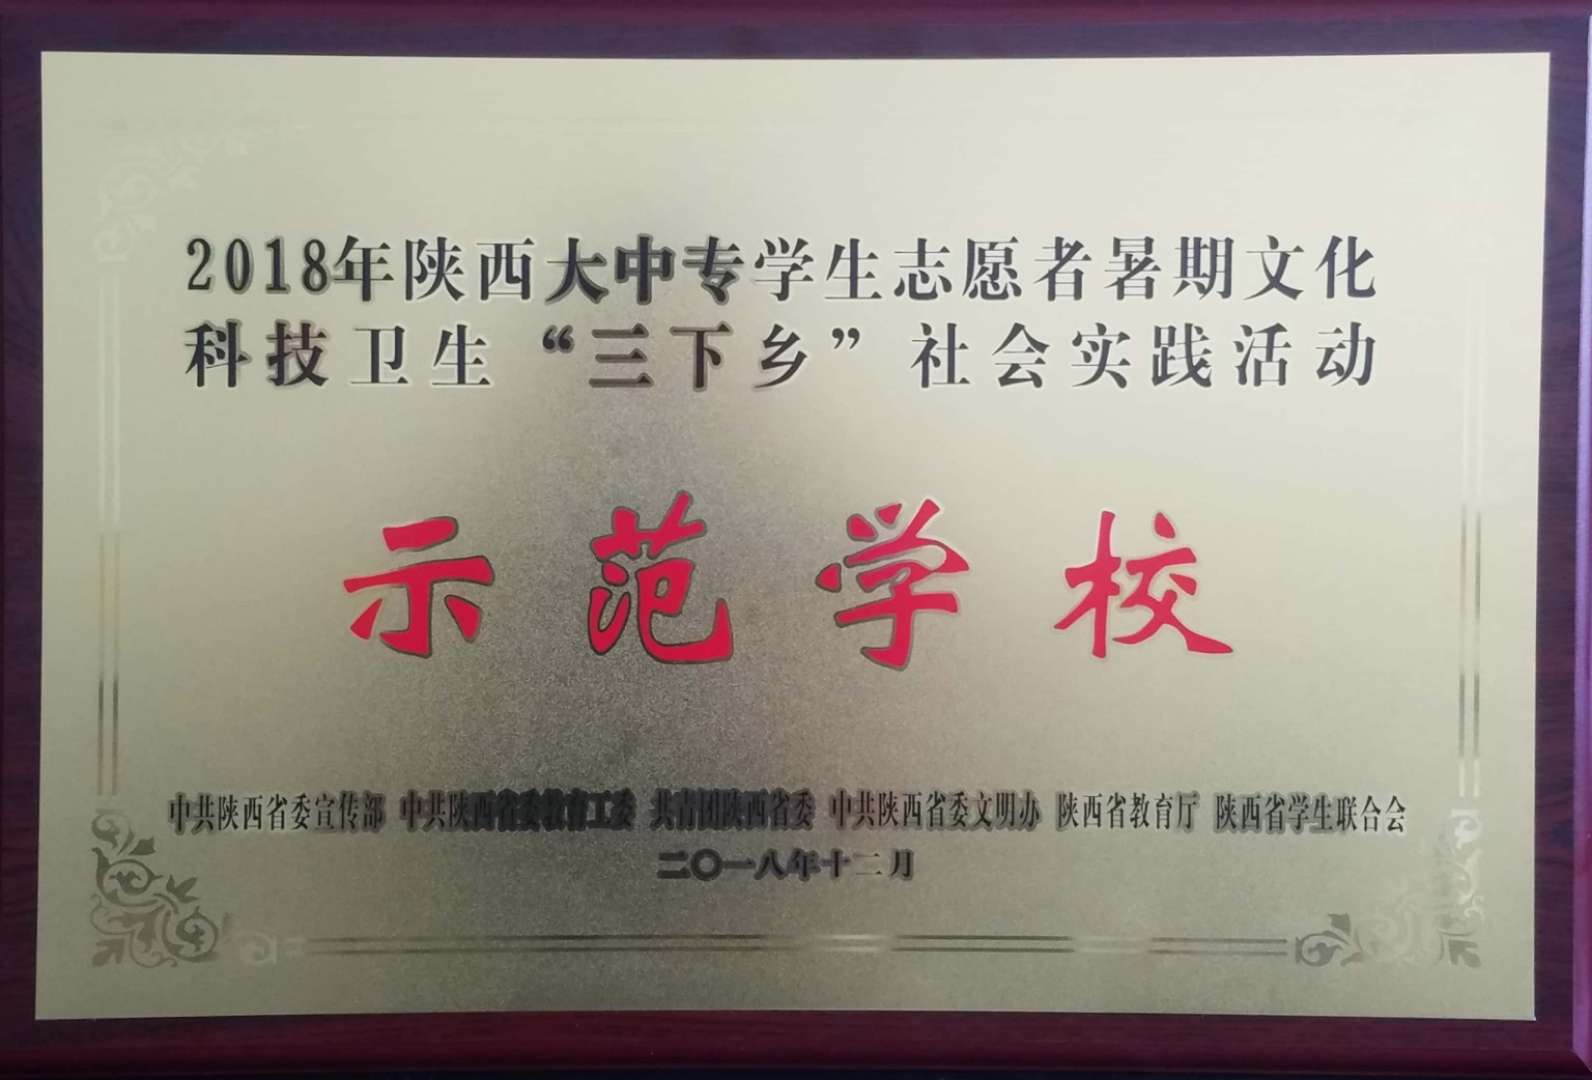 2018年陕西大中专学生志愿者暑期文化
科技卫生“三下乡”社会实践活动
示范学校
中共陕西省委宣传部 中共陕西省委教育工委 共青团陕西省委 中共陕西省委文明办 陕西省教育厅 陕西省学生联合会
二〇一八年十二月